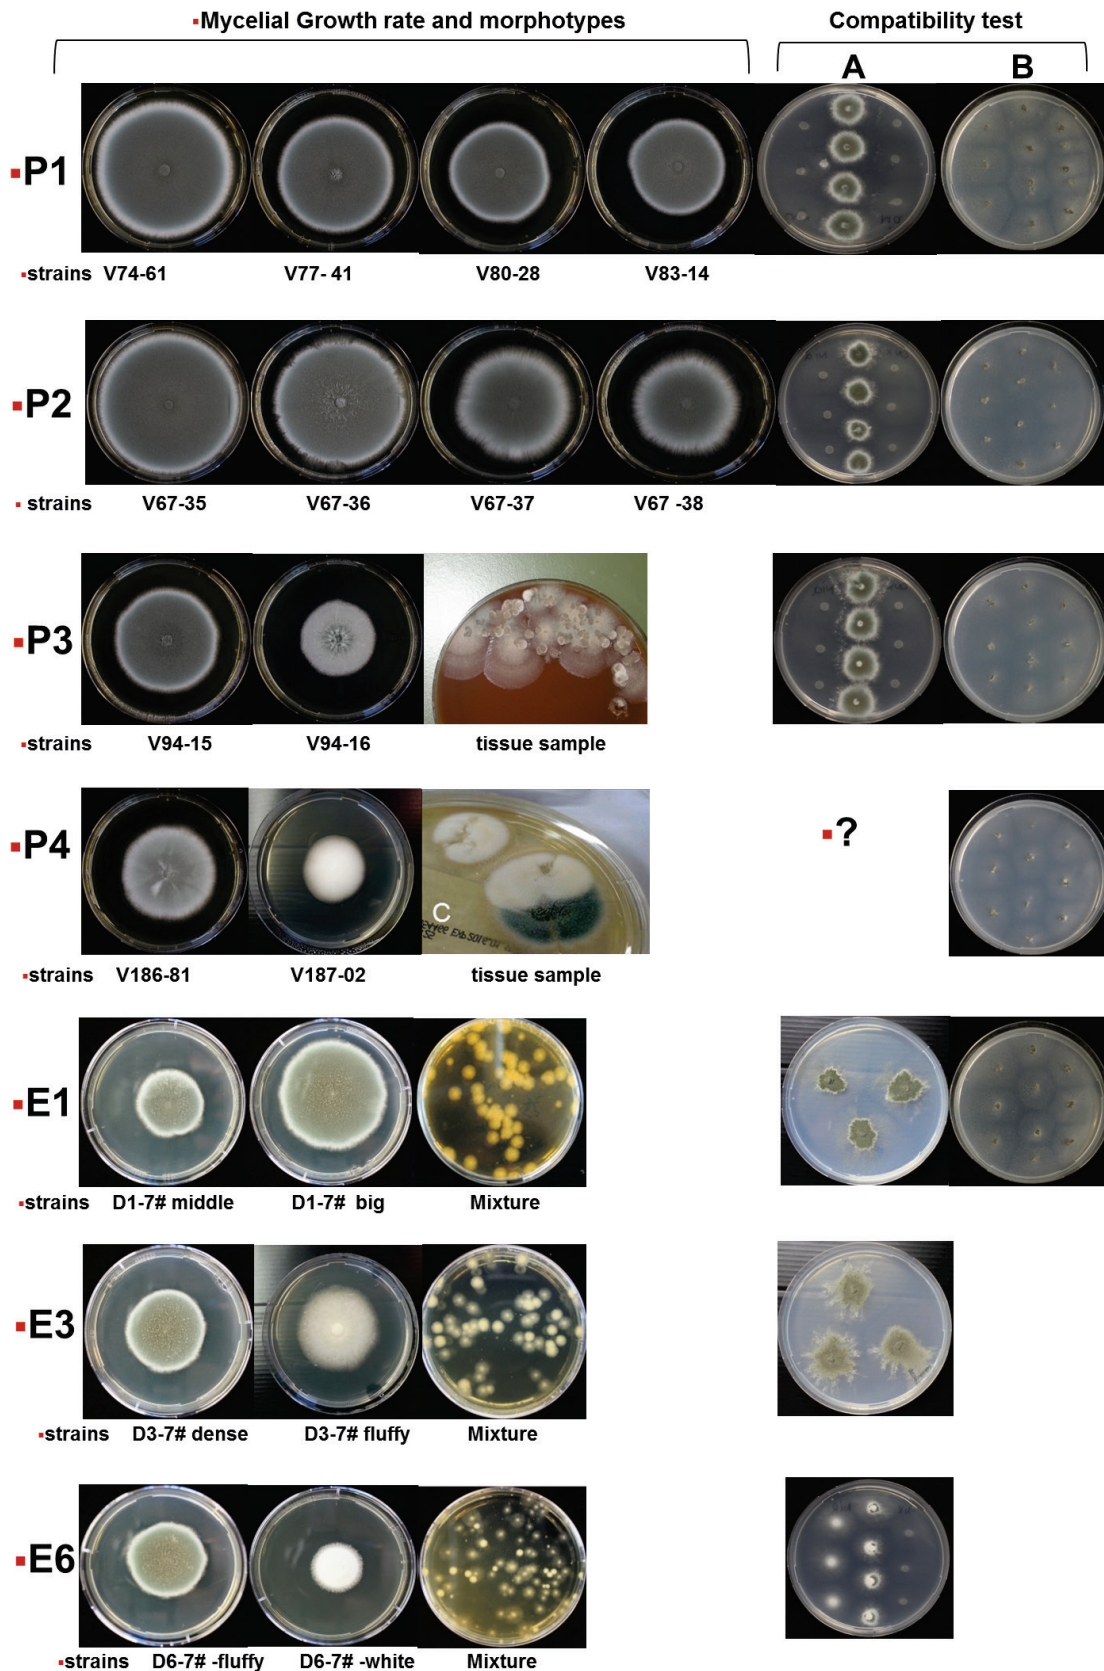 ▪Mycelial Growth rate and morphotypes
Compatibility test
A B
▪P1
▪strains V74-61 V77- 41 V80-28 V83-14
▪P2
▪ strains V67-35 V67-36 V67-37 V67 -38
▪P3
▪strains V94-15 V94-16 tissue sample
▪P4
▪?
C
▪strains V186-81 V187-02 tissue sample
▪E1
▪strains D1-7# middle D1-7# big Mixture
▪E3
▪strains D3-7# dense D3-7# fluffy Mixture
▪E6
▪strains D6-7# -fluffy D6-7# -white Mixture